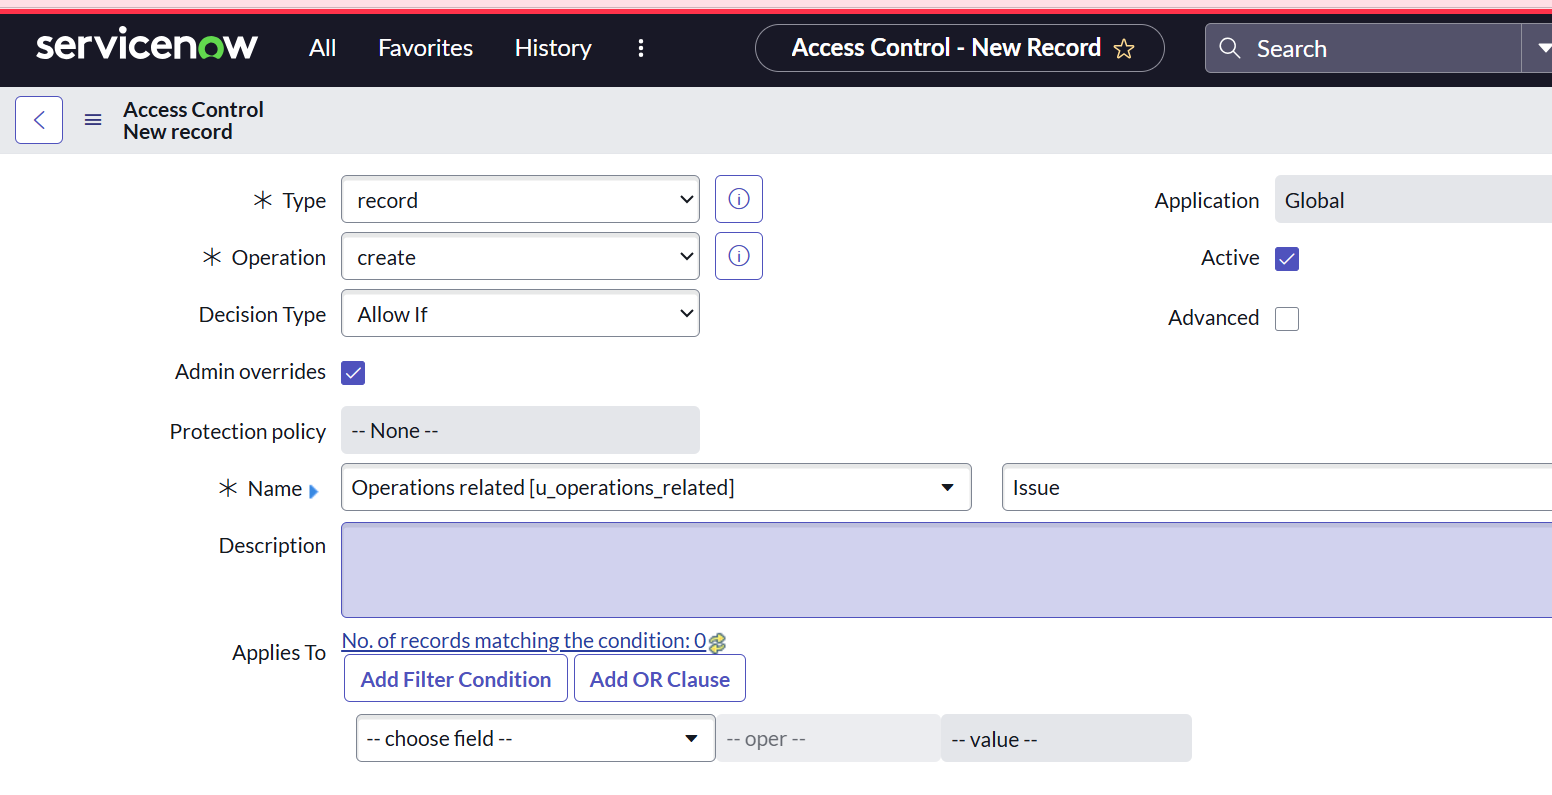 servicenow All Favorites History Access Control - New Record Search
Access Control
New record
* Type record Application Global
* Operation create Active
Decision Type Allow If Advanced
Admin overrides
Protection policy -- None --
* Name Operations related [u_operations_related] Issue
Description
Applies To No. of records matching the condition: 0
Add Filter Condition Add OR Clause
-- choose field -- -- oper -- -- value --